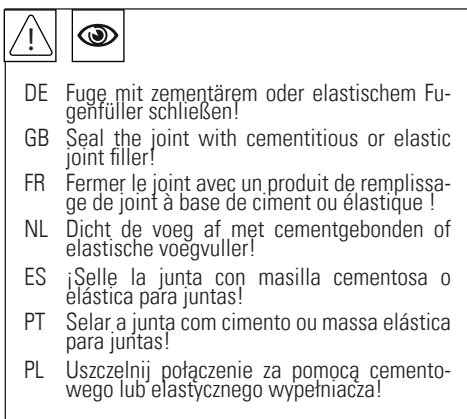 DE Fuge mit zementärem oder elastischem Fu-
genfüller schließen!
GB Seal the joint with cementitious or elastic
joint filler!
FR Fermer le joint avec un produit de remplissa-
ge de joint à base de ciment ou élastique !
NL Dicht de voeg af met cementgebonden of
elastische voegvuller!
ES ¡Selle la junta con masilla cementosa o
elástica para juntas!
PT Selar a junta com cimento ou massa elástica
para juntas!
PL Uszczelnij połączenie za pomocą cemento-
wego lub elastycznego wypełniacza!